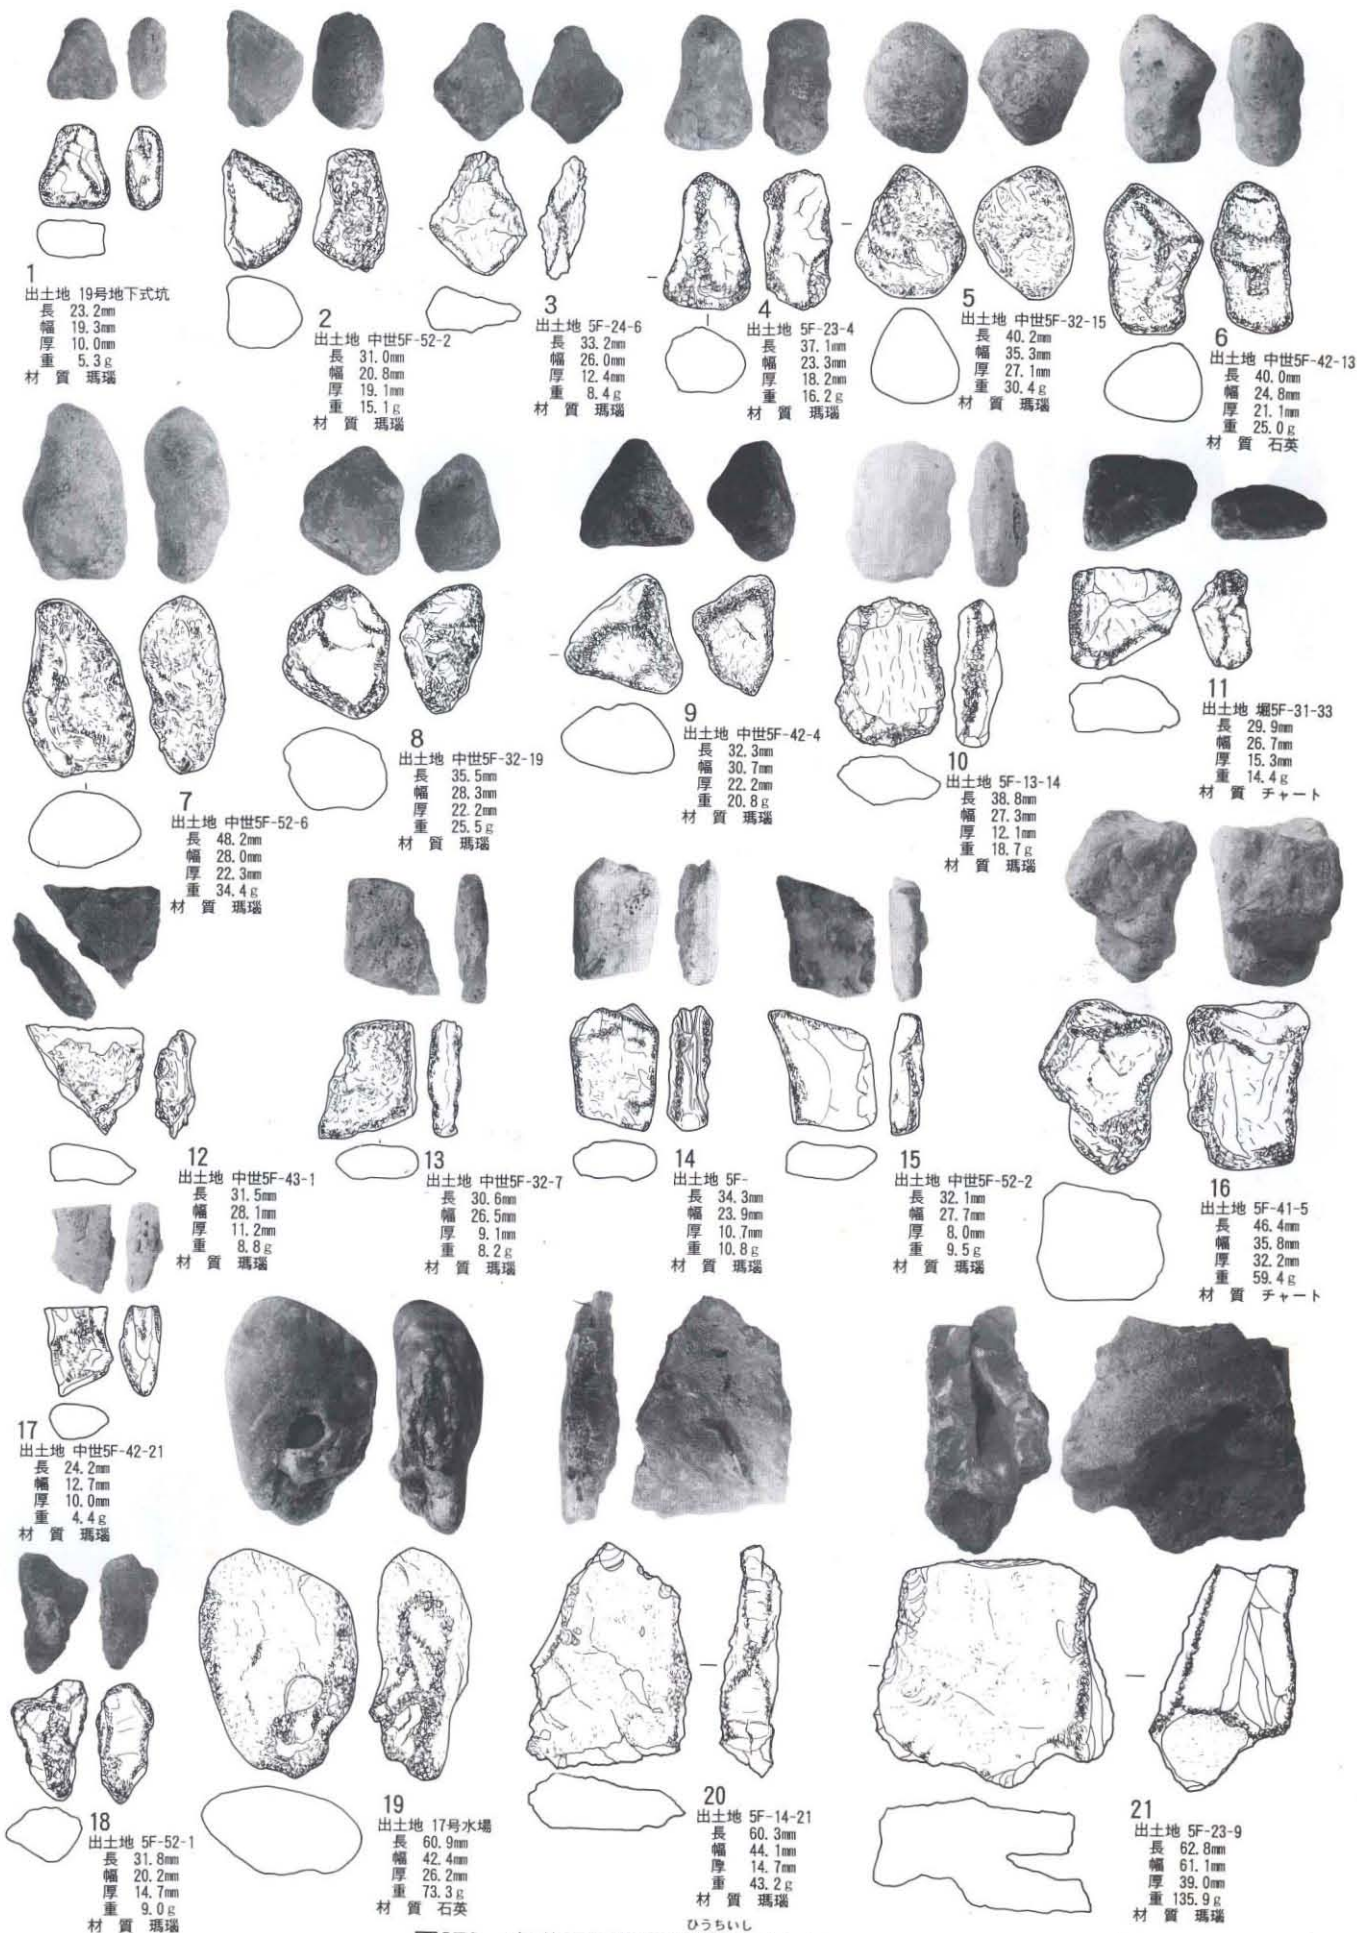 1
出土地 19号地下式坑
長 23.2mm
幅 19.3mm
厚 10.0mm
重 5.3g
材 質 瑪瑙
2
出土地 中世5F-52-2
長 31.0mm
幅 20.8mm
厚 19.1mm
重 15.1g
材 質 瑪瑙
3
出土地 5F-24-6
長 33.2mm
幅 26.0mm
厚 12.4mm
重 8.4g
材 質 瑪瑙
4
出土地 5F-23-4
長 37.1mm
幅 23.3mm
厚 18.2mm
重 16.2g
材 質 瑪瑙
5
出土地 中世5F-32-15
長 40.2mm
幅 35.3mm
厚 27.1mm
重 30.4g
材 質 瑪瑙
6
出土地 中世5F-42-13
長 40.0mm
幅 24.8mm
厚 21.1mm
重 25.0g
材 質 石英
7
出土地 中世5F-52-6
長 48.2mm
幅 28.0mm
厚 22.3mm
重 34.4g
材 質 瑪瑙
8
出土地 中世5F-32-19
長 35.5mm
幅 28.3mm
厚 22.2mm
重 25.5g
材 質 瑪瑙
9
出土地 中世5F-42-4
長 32.3mm
幅 30.7mm
厚 22.2mm
重 20.8g
材 質 瑪瑙
10
出土地 5F-13-14
長 38.8mm
幅 27.3mm
厚 12.1mm
重 18.7g
材 質 瑪瑙
11
出土地 堀5F-31-33
長 29.9mm
幅 26.7mm
厚 15.3mm
重 14.4g
材 質 チャート
12
出土地 中世5F-43-1
長 31.5mm
幅 28.1mm
厚 11.2mm
重 8.8g
材 質 瑪瑙
13
出土地 中世5F-32-7
長 30.6mm
幅 26.5mm
厚 9.1mm
重 8.2g
材 質 瑪瑙
14
出土地 5F-
長 34.3mm
幅 23.9mm
厚 10.7mm
重 10.8g
材 質 瑪瑙
15
出土地 中世5F-52-2
長 32.1mm
幅 27.7mm
厚 8.0mm
重 9.5g
材 質 瑪瑙
16
出土地 5F-41-5
長 46.4mm
幅 35.8mm
厚 32.2mm
重 59.4g
材 質 チャート
17
出土地 中世5F-42-21
長 24.2mm
幅 12.7mm
厚 10.0mm
重 4.4g
材 質 瑪瑙
18
出土地 5F-52-1
長 31.8mm
幅 20.2mm
厚 14.7mm
重 9.0g
材 質 瑪瑙
19
出土地 17号水場
長 60.9mm
幅 42.4mm
厚 26.2mm
重 73.3g
材 質 石英
20
出土地 5F-14-21
長 60.3mm
幅 44.1mm
厚 14.7mm
重 43.2g
材 質 瑪瑙
21
出土地 5F-23-9
長 62.8mm
幅 61.1mm
厚 39.0mm
重 135.9g
材 質 瑪瑙
ひうちいし